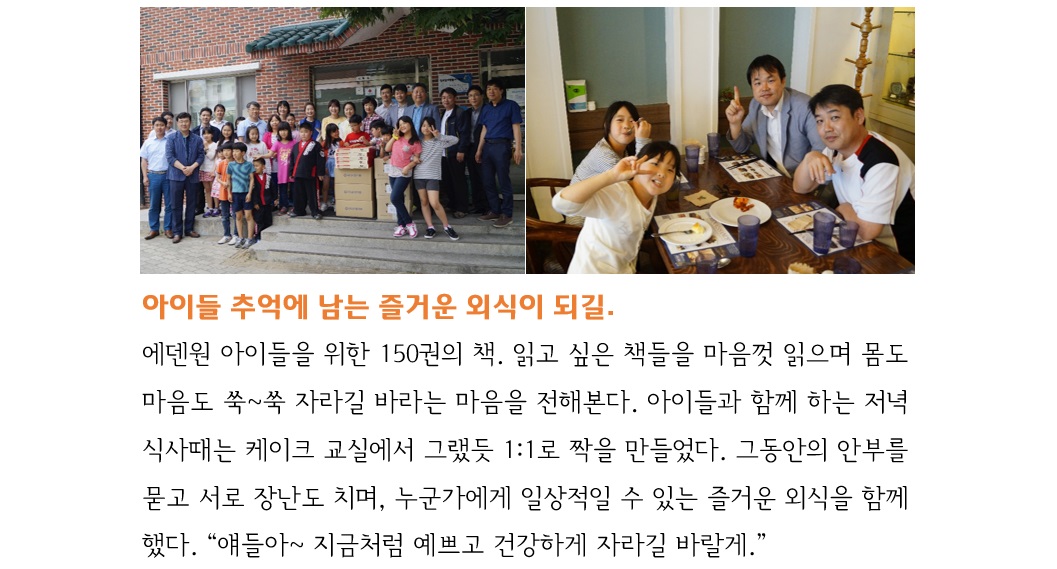 아이들 추억에 남는 즐거운 외식이 되길.
에덴원 아이들을 위한 150권의 책. 읽고 싶은 책들을 마음껏 읽으며 몸도
마음도 쑥~쑥 자라길 바라는 마음을 전해본다. 아이들과 함께 하는 저녁
식사때는 케이크 교실에서 그랬듯 1:1로 짝을 만들었다. 그동안의 안부를
묻고 서로 장난도 치며, 누군가에게 일상적일 수 있는 즐거운 외식을 함께
했다. “얘들아~ 지금처럼 예쁘고 건강하게 자라길 바랄게.”